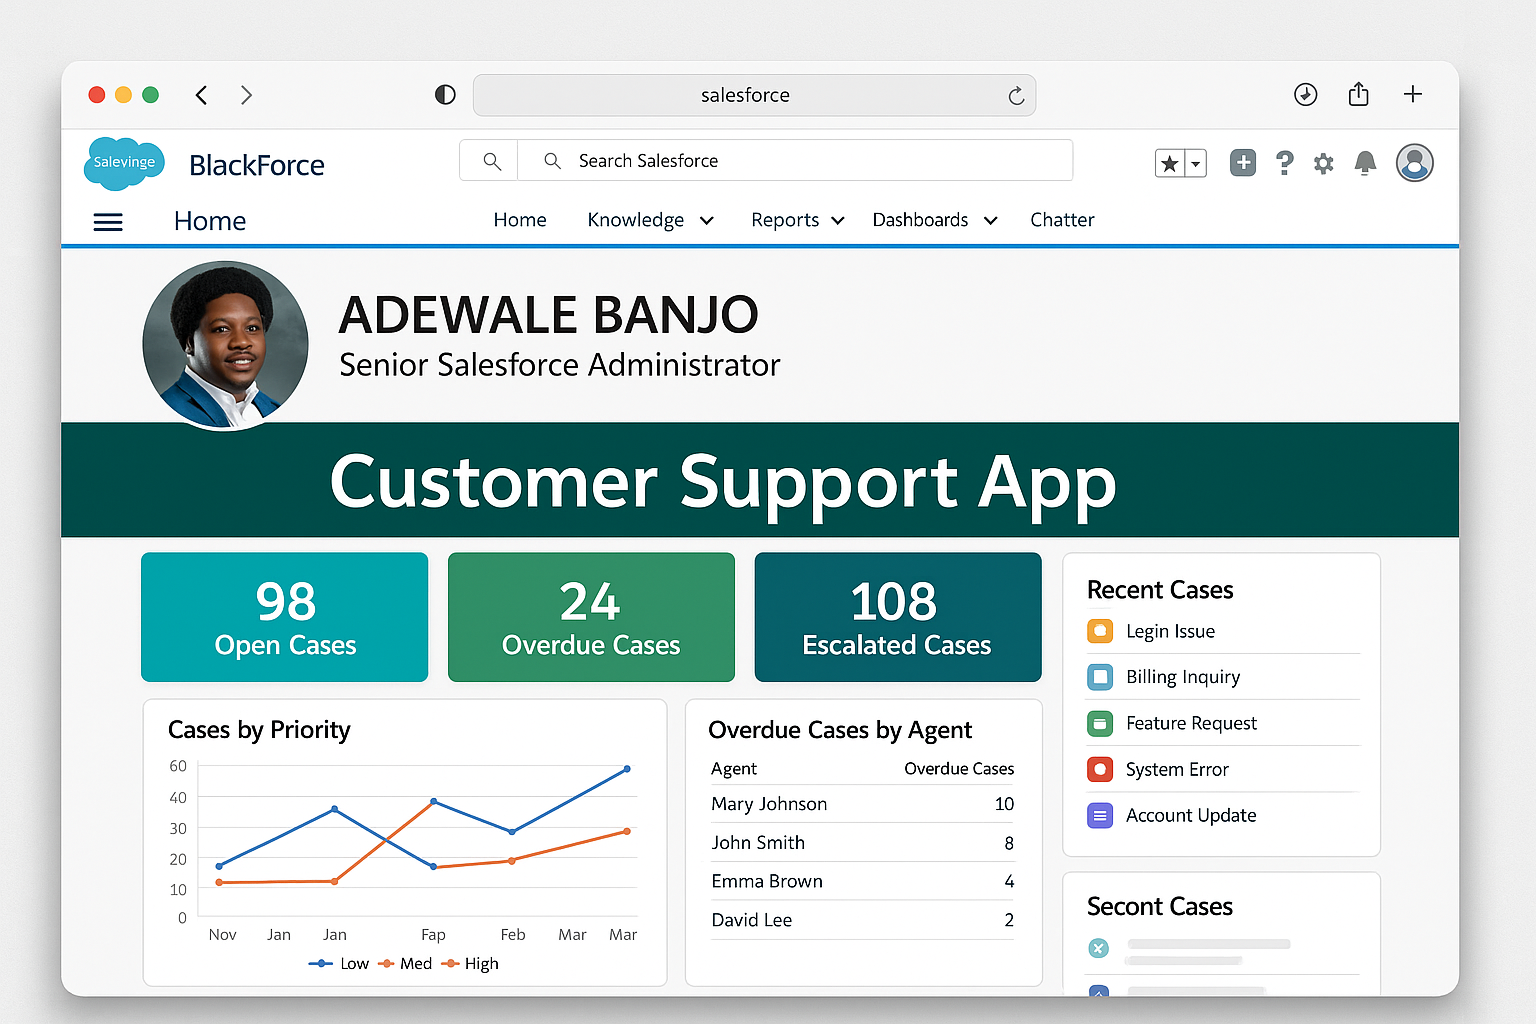 salesforce
Salevinge
BlackForce
Search Salesforce
Home
Home Knowledge Reports Dashboards Chatter
ADEWALE BANJO
Senior Salesforce Administrator
Customer Support App
98
Open Cases
24
Overdue Cases
108
Escalated Cases
Recent Cases
Legin Issue
Billing Inquiry
Feature Request
System Error
Account Update
Cases by Priority
60
40
30
20
10
0
Nov Jan Jan Fap Feb Mar Mar
Low Med High
Overdue Cases by Agent
Agent Overdue Cases
Mary Johnson 10
John Smith 8
Emma Brown 4
David Lee 2
Secont Cases